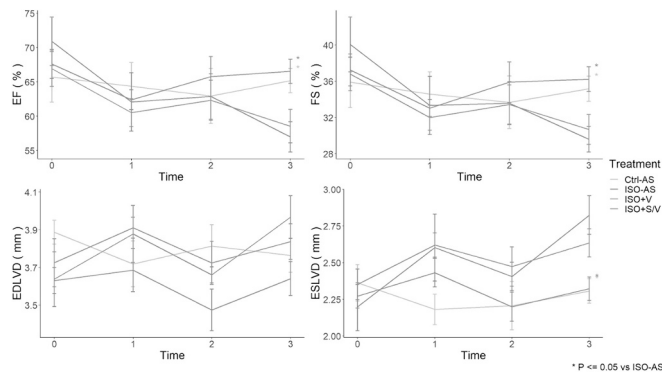 75
70
65
60
55
EF ( % )
*
*
0 1 2 3
Time
40
36
32
28
FS ( % )
*
*
0 1 2 3
Time
4.1
3.9
3.7
3.5
EDLVD ( mm )
0 1 2 3
Time
3.00
2.75
2.50
2.25
2.00
ESLVD ( mm )
*
0 1 2 3
Time
Treatment
Ctrl-AS
ISO-AS
ISO+V
ISO+S/V
* P <= 0.05 vs ISO-AS